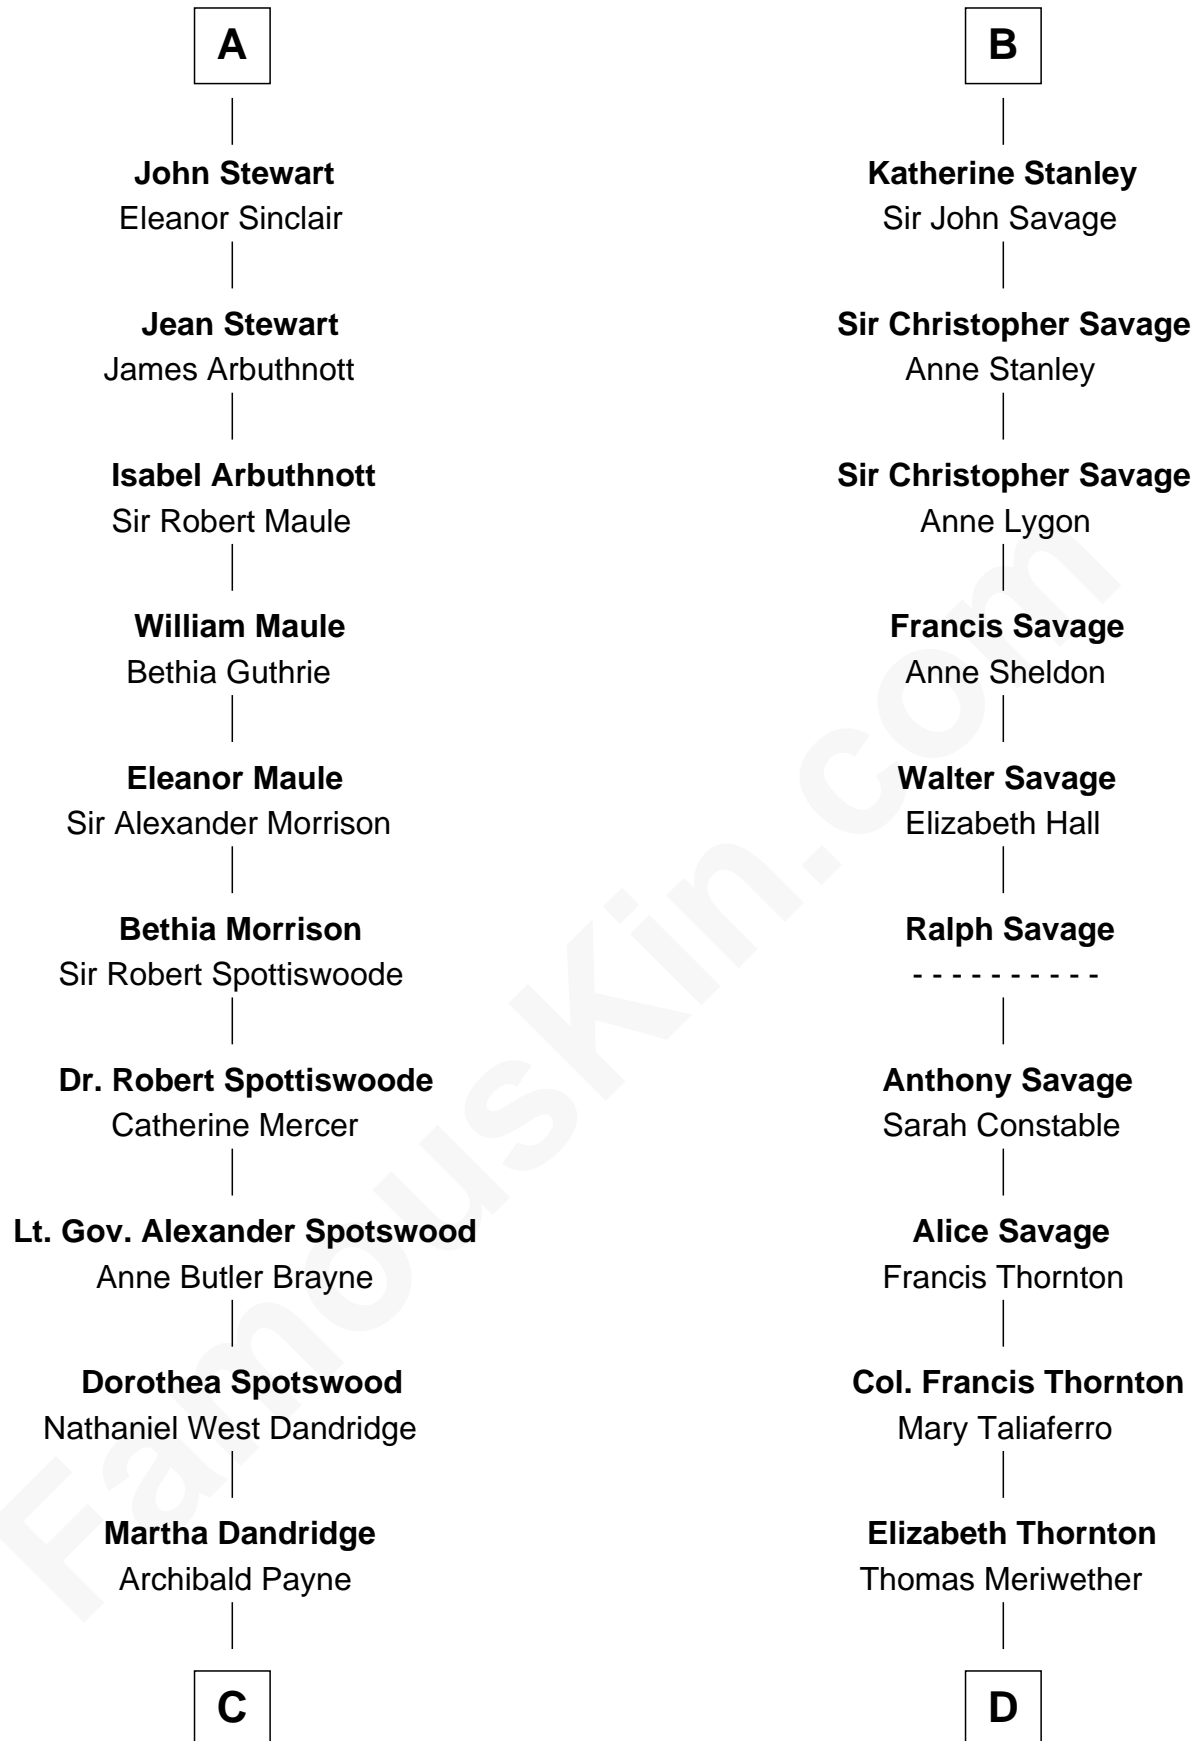 A
John Stewart
Eleanor Sinclair
Jean Stewart
James Arbuthnott
Isabel Arbuthnott
Sir Robert Maule
William Maule
Bethia Guthrie
Eleanor Maule
Sir Alexander Morrison
Bethia Morrison
Sir Robert Spottiswoode
Dr. Robert Spottiswoode
Catherine Mercer
Lt. Gov. Alexander Spotswood
Anne Butler Brayne
Dorothea Spotswood
Nathaniel West Dandridge
Martha Dandridge
Archibald Payne
C
B
Katherine Stanley
Sir John Savage
Sir Christopher Savage
Anne Stanley
Sir Christopher Savage
Anne Lygon
Francis Savage
Anne Sheldon
Walter Savage
Elizabeth Hall
Ralph Savage
- - - - - - - - - -
Anthony Savage
Sarah Constable
Alice Savage
Francis Thornton
Col. Francis Thornton
Mary Taliaferro
Elizabeth Thornton
Thomas Meriwether
D
FamousKin.com